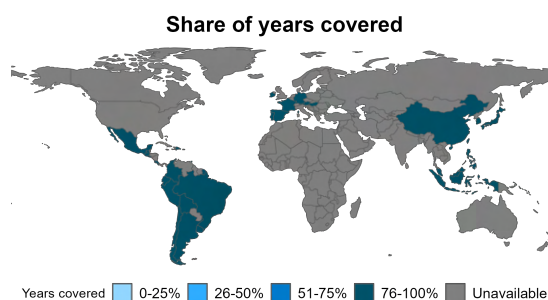 Share of years covered
Years covered 0-25% 26-50% 51-75% 76-100% Unavailable